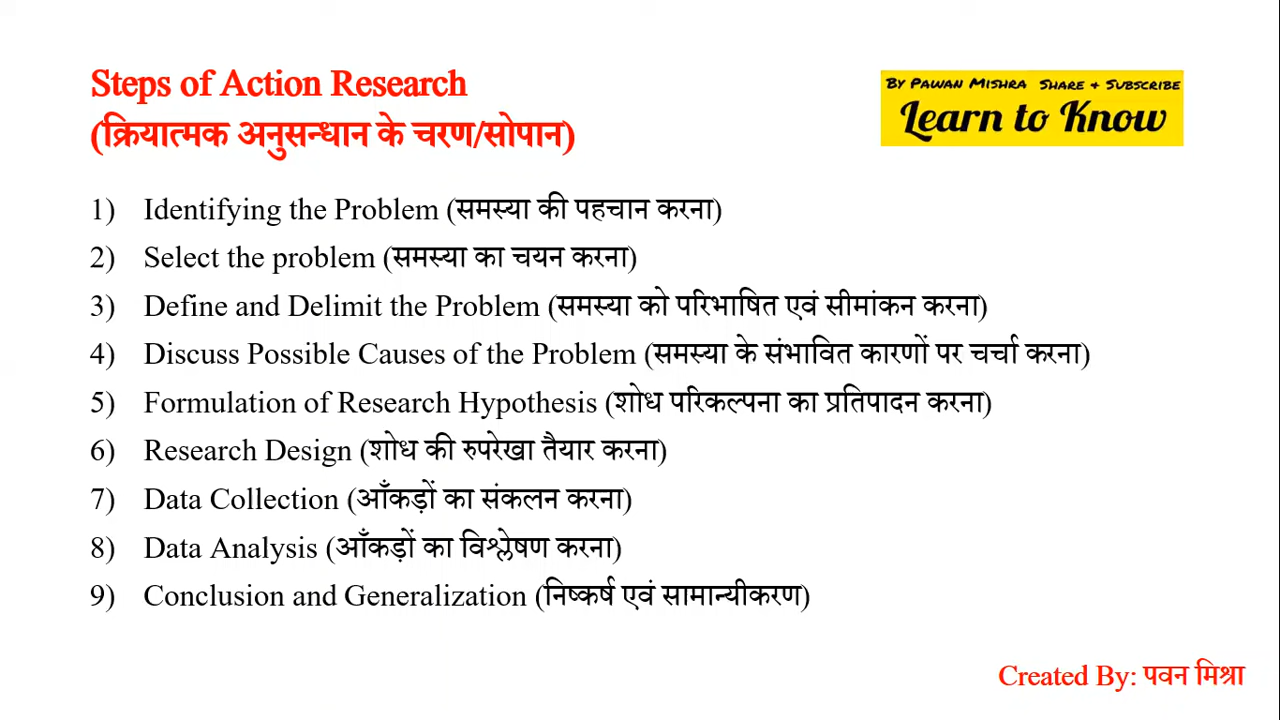 Steps of Action Research
(क्रियात्मक अनुसन्धान के चरण/सोपान)
By Pawan Mishra Share & Subscribe
Learn to Know
1) Identifying the Problem (समस्या की पहचान करना)
2) Select the problem (समस्या का चयन करना)
3) Define and Delimit the Problem (समस्या को परिभाषित एवं सीमांकन करना)
4) Discuss Possible Causes of the Problem (समस्या के संभावित कारणों पर चर्चा करना)
5) Formulation of Research Hypothesis (शोध परिकल्पना का प्रतिपादन करना)
6) Research Design (शोध की रुपरेखा तैयार करना)
7) Data Collection (आँकड़ों का संकलन करना)
8) Data Analysis (आँकड़ों का विश्लेषण करना)
9) Conclusion and Generalization (निष्कर्ष एवं सामान्यीकरण)
Created By: पवन मिश्रा